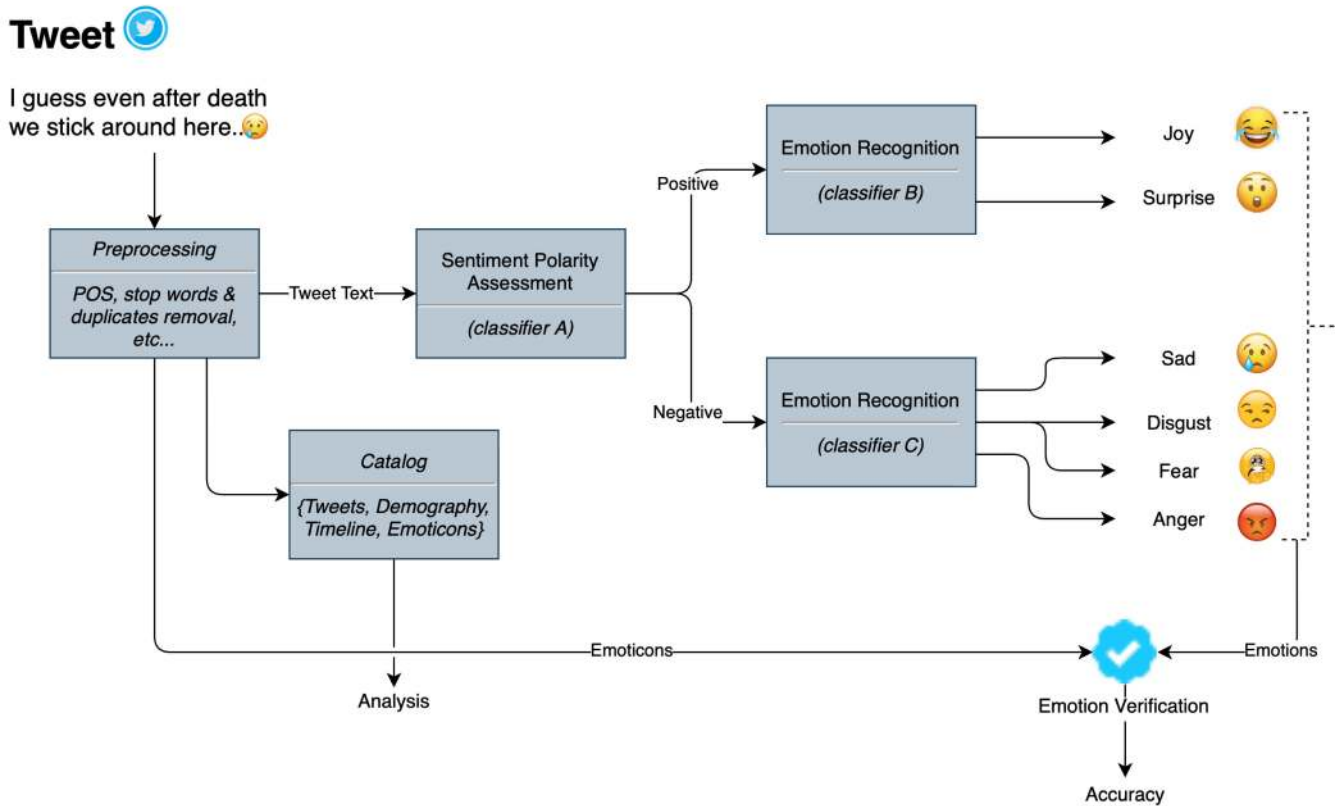 Tweet
I guess even after death
we stick around here..😢
Preprocessing
POS, stop words &
duplicates removal,
etc...
Tweet Text
Sentiment Polarity
Assessment
(classifier A)
Positive
Negative
Emotion Recognition
(classifier B)
Joy
Surprise
Emotion Recognition
(classifier C)
Sad
Disgust
Fear
Anger
Catalog
{Tweets, Demography,
Timeline, Emoticons}
Analysis
Emoticons
Emotions
Emotion Verification
Accuracy